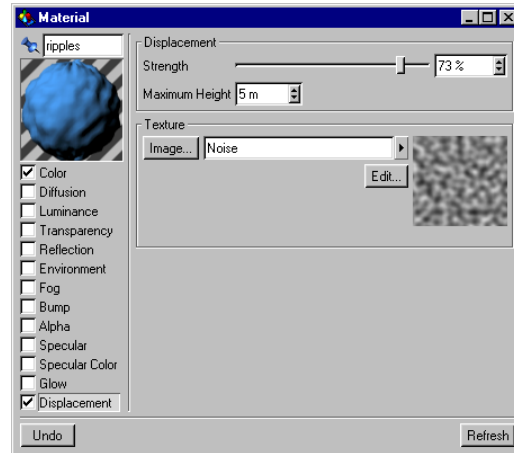 Material
ripples
Displacement
Strength 73 %
Maximum Height 5 m
Texture
Image... Noise
Edit...
Color
Diffusion
Luminance
Transparency
Reflection
Environment
Fog
Bump
Alpha
Specular
Specular Color
Glow
Displacement
Undo Refresh